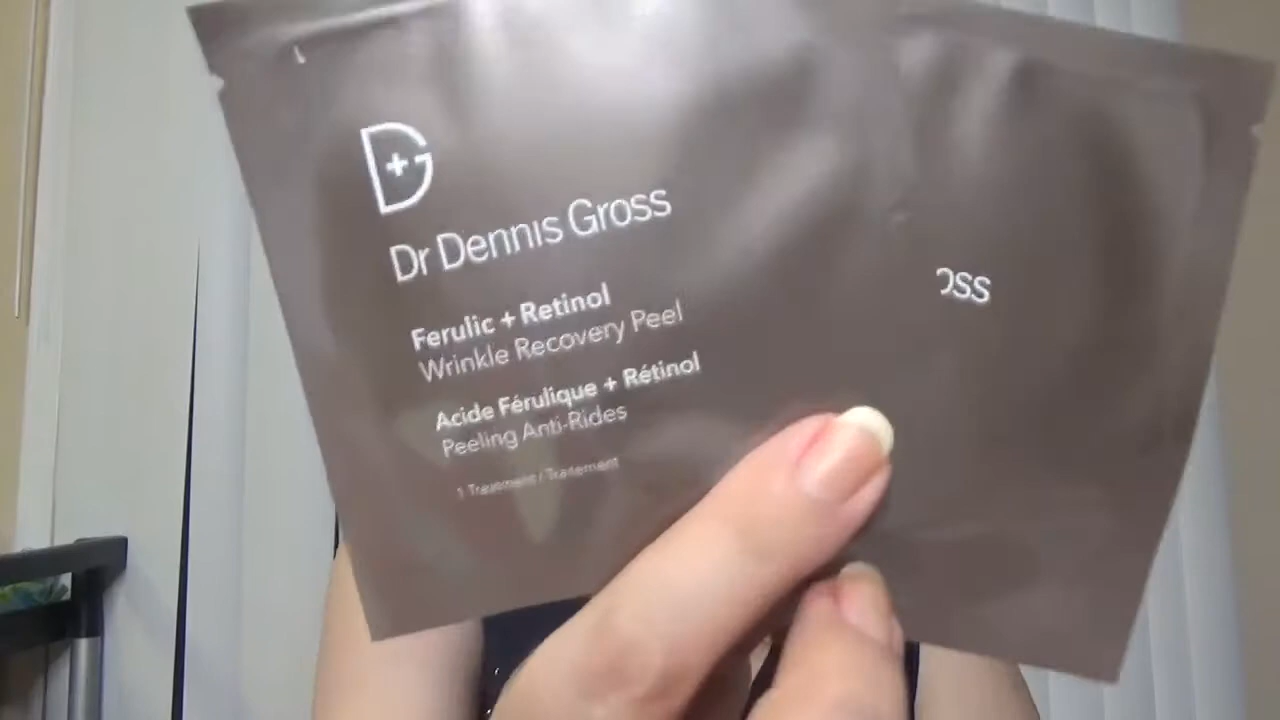 Dr Dennis Gross
Ferulic + Retinol
Wrinkle Recovery Peel
Acide Férulique + Rétinol
Peeling Anti-Rides
1 Treatment / Traitement
oss